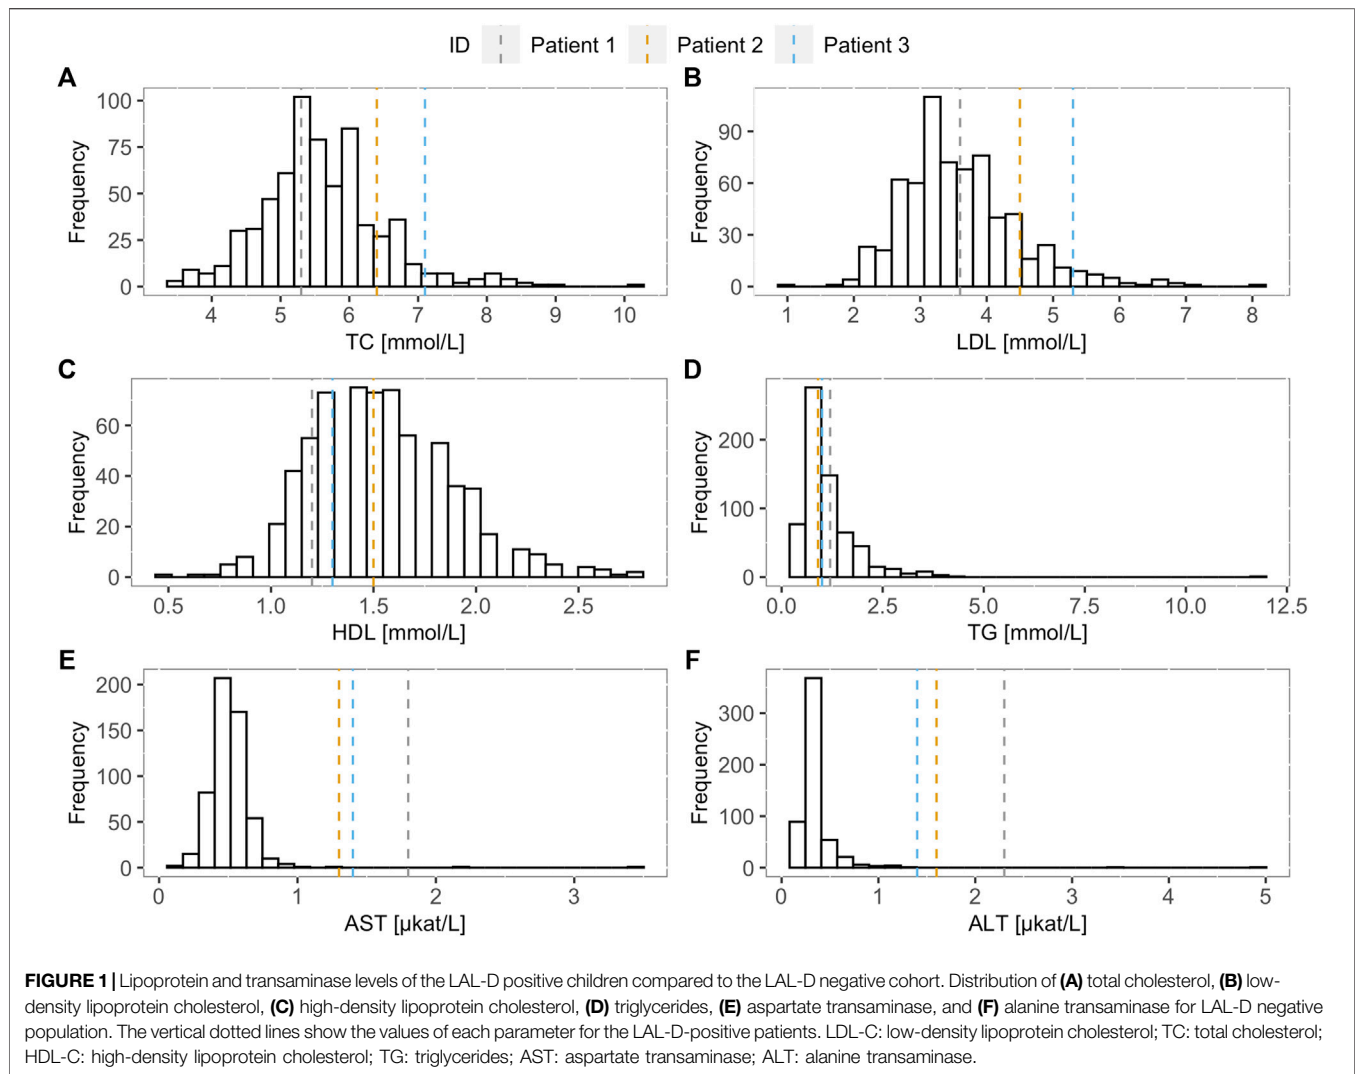 ID Patient 1 Patient 2 Patient 3
A
100
75
50
25
0
Frequency
4 5 6 7 8 9 10
TC [mmol/L]
B
90
60
30
0
Frequency
1 2 3 4 5 6 7 8
LDL [mmol/L]
C
60
40
20
0
Frequency
0.5 1.0 1.5 2.0 2.5
HDL [mmol/L]
D
200
100
0
Frequency
0.0 2.5 5.0 7.5 10.0 12.5
TG [mmol/L]
E
200
150
100
50
0
Frequency
0 1 2 3
AST [µkat/L]
F
300
200
100
0
Frequency
0 1 2 3 4 5
ALT [µkat/L]
FIGURE 1 | Lipoprotein and transaminase levels of the LAL-D positive children compared to the LAL-D negative cohort. Distribution of (A) total cholesterol, (B) low-
density lipoprotein cholesterol, (C) high-density lipoprotein cholesterol, (D) triglycerides, (E) aspartate transaminase, and (F) alanine transaminase for LAL-D negative
population. The vertical dotted lines show the values of each parameter for the LAL-D-positive patients. LDL-C: low-density lipoprotein cholesterol; TC: total cholesterol;
HDL-C: high-density lipoprotein cholesterol; TG: triglycerides; AST: aspartate transaminase; ALT: alanine transaminase.